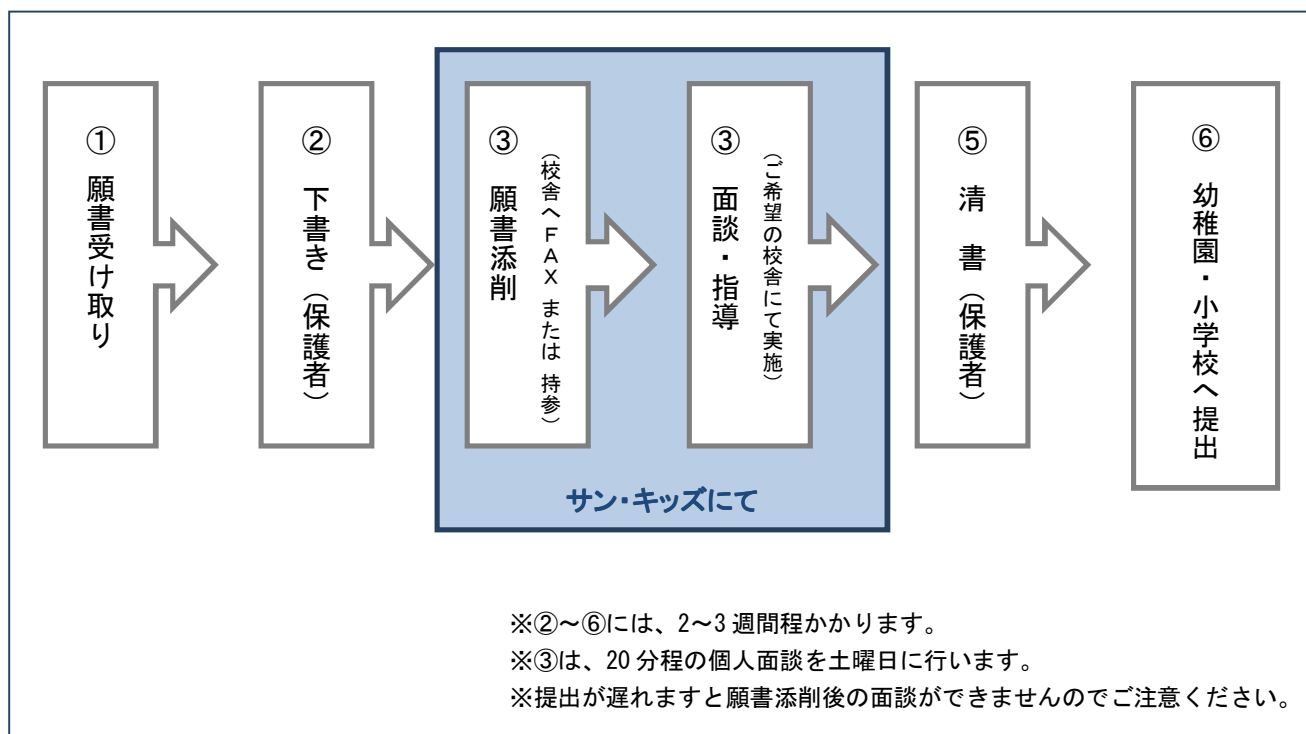 ① 願書受け取り
② 下書き（保護者）
③ 願書添削
（校舎へFAX または 持参）
③ 面談・指導
（ご希望の校舎にて実施）
⑤ 清 書（保護者）
⑥ 幼稚園・小学校へ提出
サン・キッズにて
※②～⑥には、2～3週間程かかります。
※③は、20分程の個人面談を土曜日に行います。
※提出が遅れますと願書添削後の面談ができませんのでご注意ください。